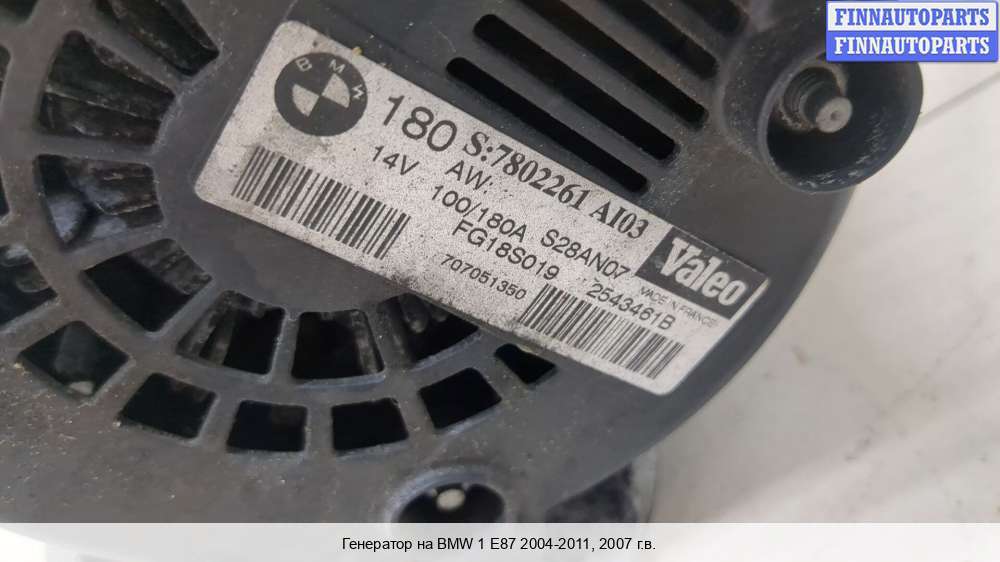 FINNAUTOPARTS
FINNAUTOPARTS
BMW
180 S:7802261 AI03
14V AW:
100/180A S28AN07
FG18S019 2543461B
707051350
Valeo
MADE IN FRANCE
Генератор на BMW 1 E87 2004-2011, 2007 г.в.